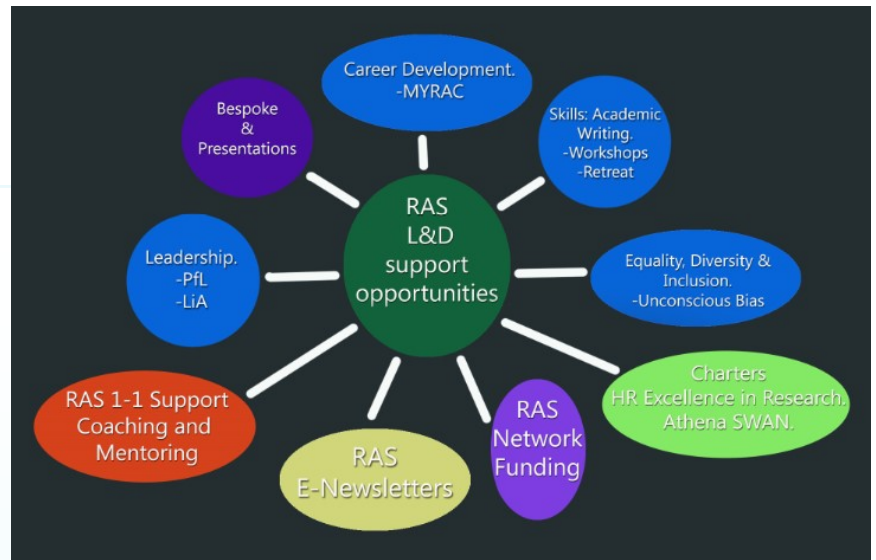 Career Development.
-MYRAC
Bespoke
&
Presentations
Skills: Academic
Writing.
-Workshops
-Retreat
RAS
L&D
support
opportunities
Leadership.
-PfL
-LiA
Equality, Diversity &
Inclusion.
-Unconscious Bias
RAS 1-1 Support
Coaching and
Mentoring
RAS
E-Newsletters
RAS
Network
Funding
Charters
HR Excellence in Research.
Athena SWAN.